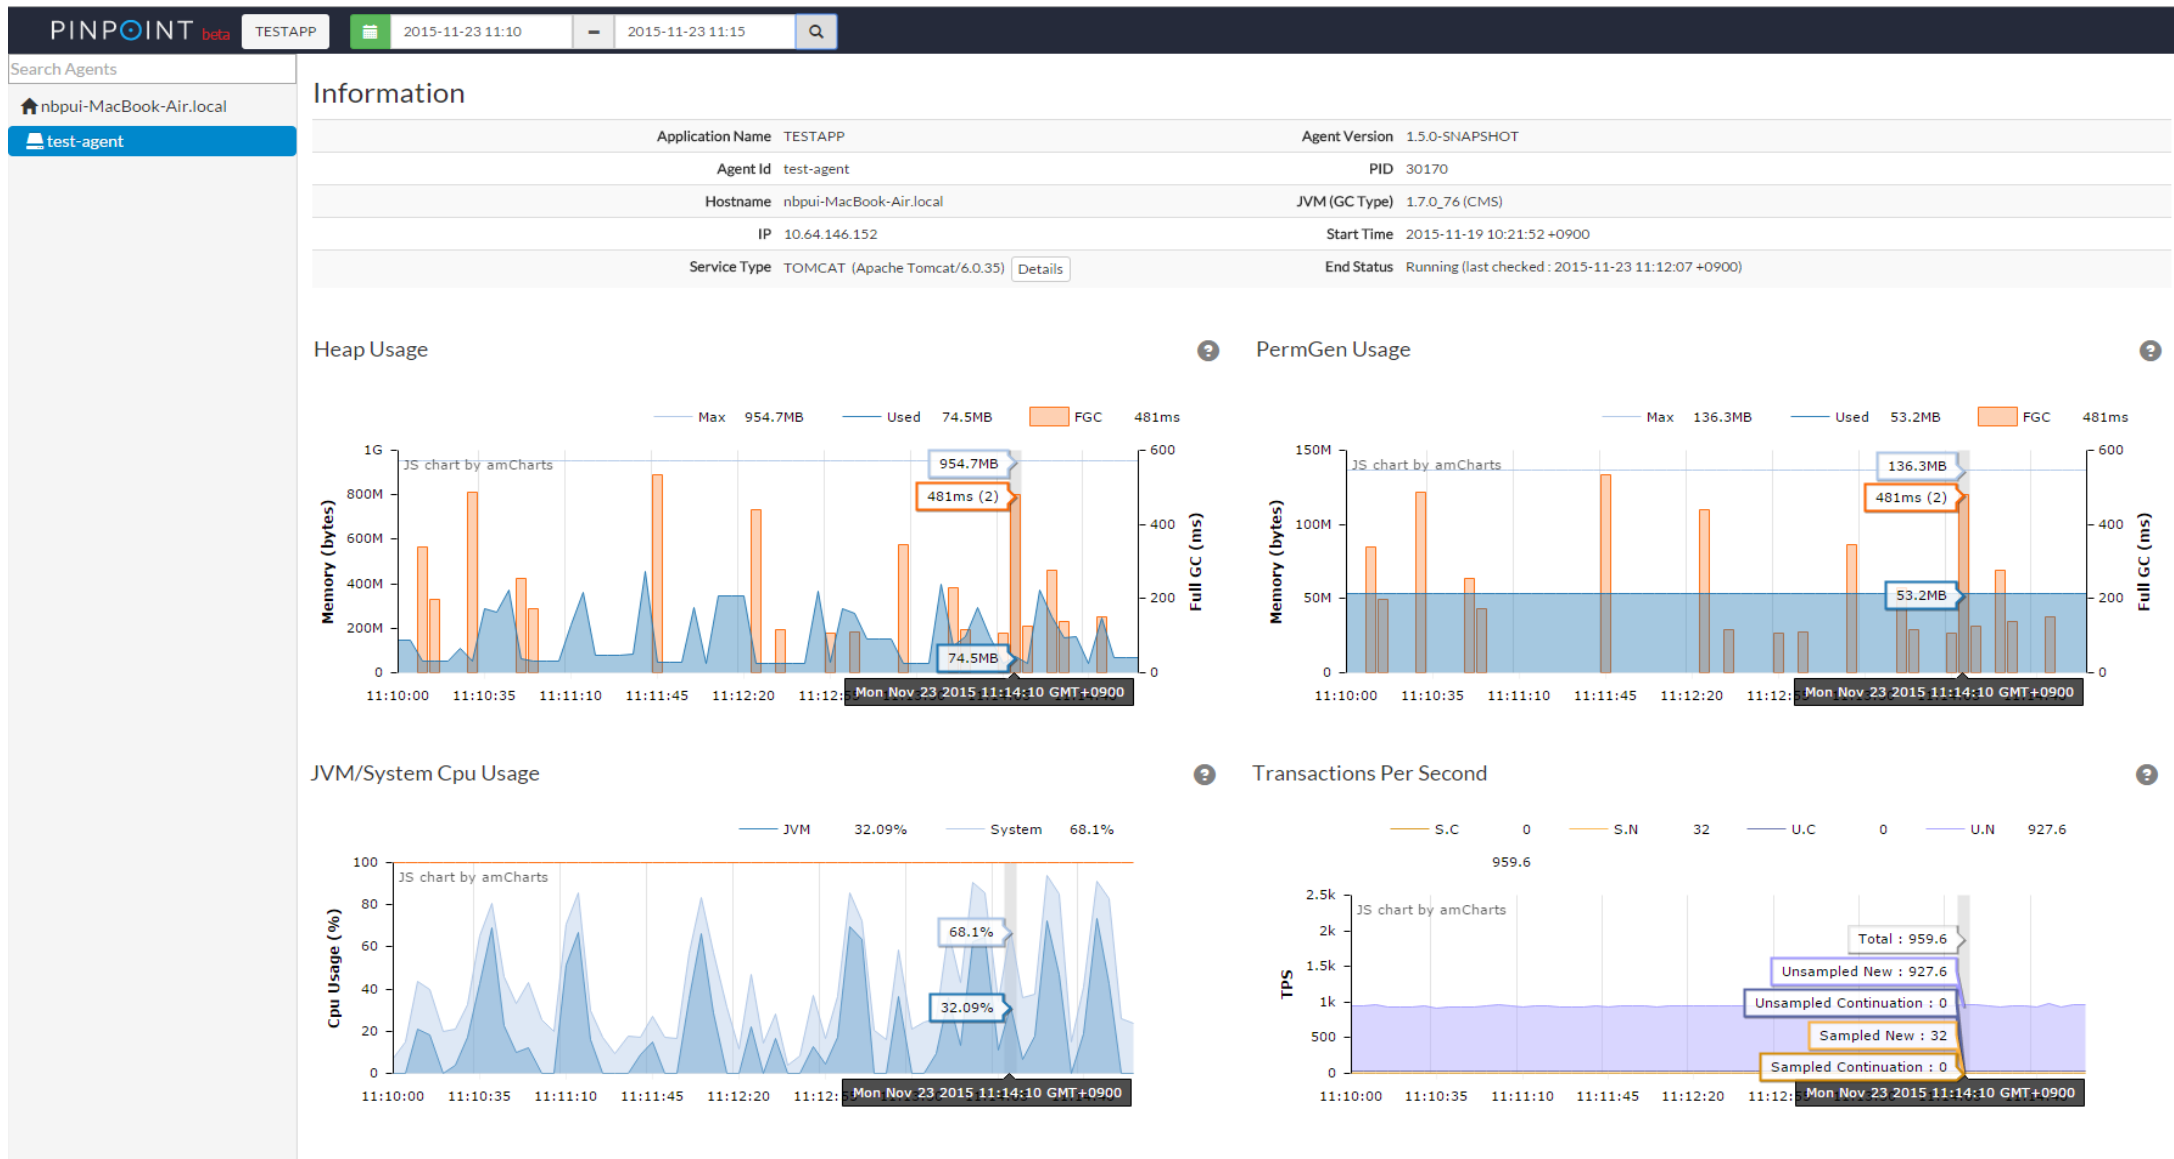 PINPOINT beta TESTAPP 2015-11-23 11:10 – 2015-11-23 11:15
Search Agents
nbpui-MacBook-Air.local
test-agent
Information
Application Name TESTAPP Agent Version 1.5.0-SNAPSHOT
Agent Id test-agent PID 30170
Hostname nbpui-MacBook-Air.local JVM (GC Type) 1.7.0_76 (CMS)
IP 10.64.146.152 Start Time 2015-11-19 10:21:52 +0900
Service Type TOMCAT (Apache Tomcat/6.0.35) Details End Status Running (last checked : 2015-11-23 11:12:07 +0900)
Heap Usage ?
Max 954.7MB Used 74.5MB FGC 481ms
JS chart by amCharts
1G
800M
600M
400M
200M
0
Memory (bytes)
600
400
200
0
Full GC (ms)
954.7MB
481ms (2)
74.5MB
11:10:00 11:10:35 11:11:10 11:11:45 11:12:20 11:12:
Mon Nov 23 2015 11:14:10 GMT+0900
PermGen Usage ?
Max 136.3MB Used 53.2MB FGC 481ms
JS chart by amCharts
150M
100M
50M
0
Memory (bytes)
600
400
200
0
Full GC (ms)
136.3MB
481ms (2)
53.2MB
11:10:00 11:10:35 11:11:10 11:11:45 11:12:20 11:12:
Mon Nov 23 2015 11:14:10 GMT+0900
JVM/System Cpu Usage ?
JVM 32.09% System 68.1%
JS chart by amCharts
100
80
60
40
20
0
Cpu Usage (%)
68.1%
32.09%
11:10:00 11:10:35 11:11:10 11:11:45 11:12:20 11:12:
Mon Nov 23 2015 11:14:10 GMT+0900
Transactions Per Second ?
S.C 0 S.N 32 U.C 0 U.N 927.6
959.6
JS chart by amCharts
2.5k
2k
1.5k
1k
500
0
TPS
Total : 959.6
Unsampled New : 927.6
Unsampled Continuation : 0
Sampled New : 32
Sampled Continuation : 0
11:10:00 11:10:35 11:11:10 11:11:45 11:12:20 11:12:
Mon Nov 23 2015 11:14:10 GMT+0900